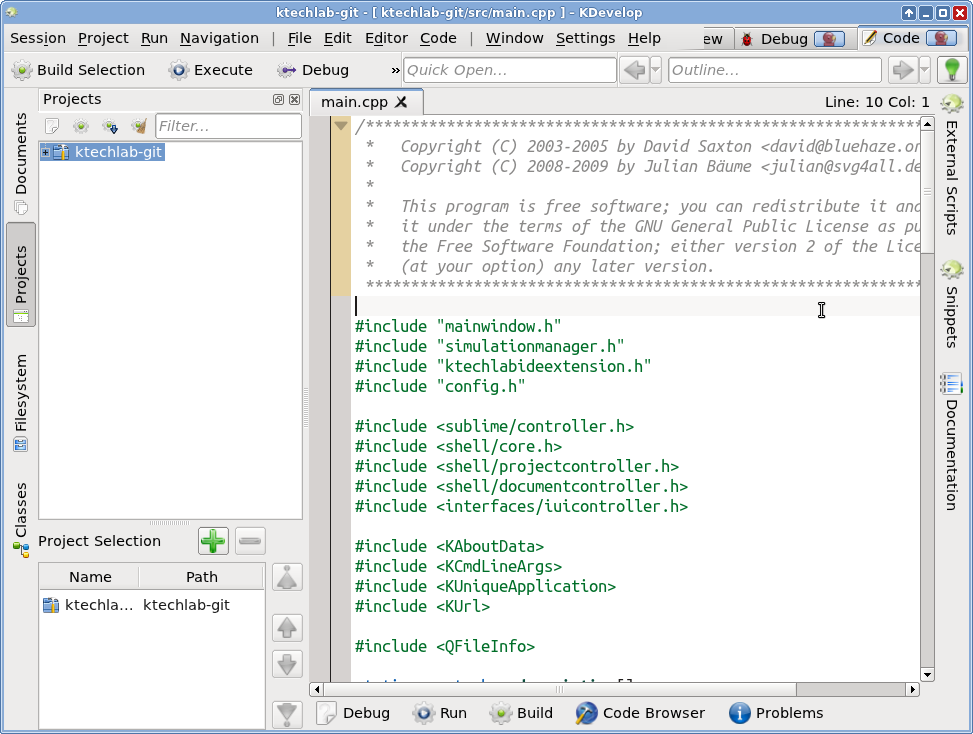 ktechlab-git - [ ktechlab-git/src/main.cpp ] - KDevelop
Session Project Run Navigation | File Edit Editor Code | Window Settings Help ew Debug Code
Build Selection Execute Debug » Quick Open... Outline...
Projects
main.cpp
Line: 10 Col: 1
Filter...
ktechlab-git
Documents
Projects
Filesystem
Classes
Project Selection
Name Path
ktechla... ktechlab-git
/***************************************************************
* Copyright (C) 2003-2005 by David Saxton <david@bluehaze.or
* Copyright (C) 2008-2009 by Julian Bäume <julian@svg4all.de
*
* This program is free software; you can redistribute it and
* it under the terms of the GNU General Public License as pu
* the Free Software Foundation; either version 2 of the Lice
* (at your option) any later version.
***************************************************************
#include "mainwindow.h"
#include "simulationmanager.h"
#include "ktechlabideextension.h"
#include "config.h"
#include <sublime/controller.h>
#include <shell/core.h>
#include <shell/projectcontroller.h>
#include <shell/documentcontroller.h>
#include <interfaces/iuicontroller.h>
#include <KAboutData>
#include <KCmdLineArgs>
#include <KUniqueApplication>
#include <KUrl>
#include <QFileInfo>
External Scripts
Snippets
Documentation
Debug Run Build Code Browser Problems